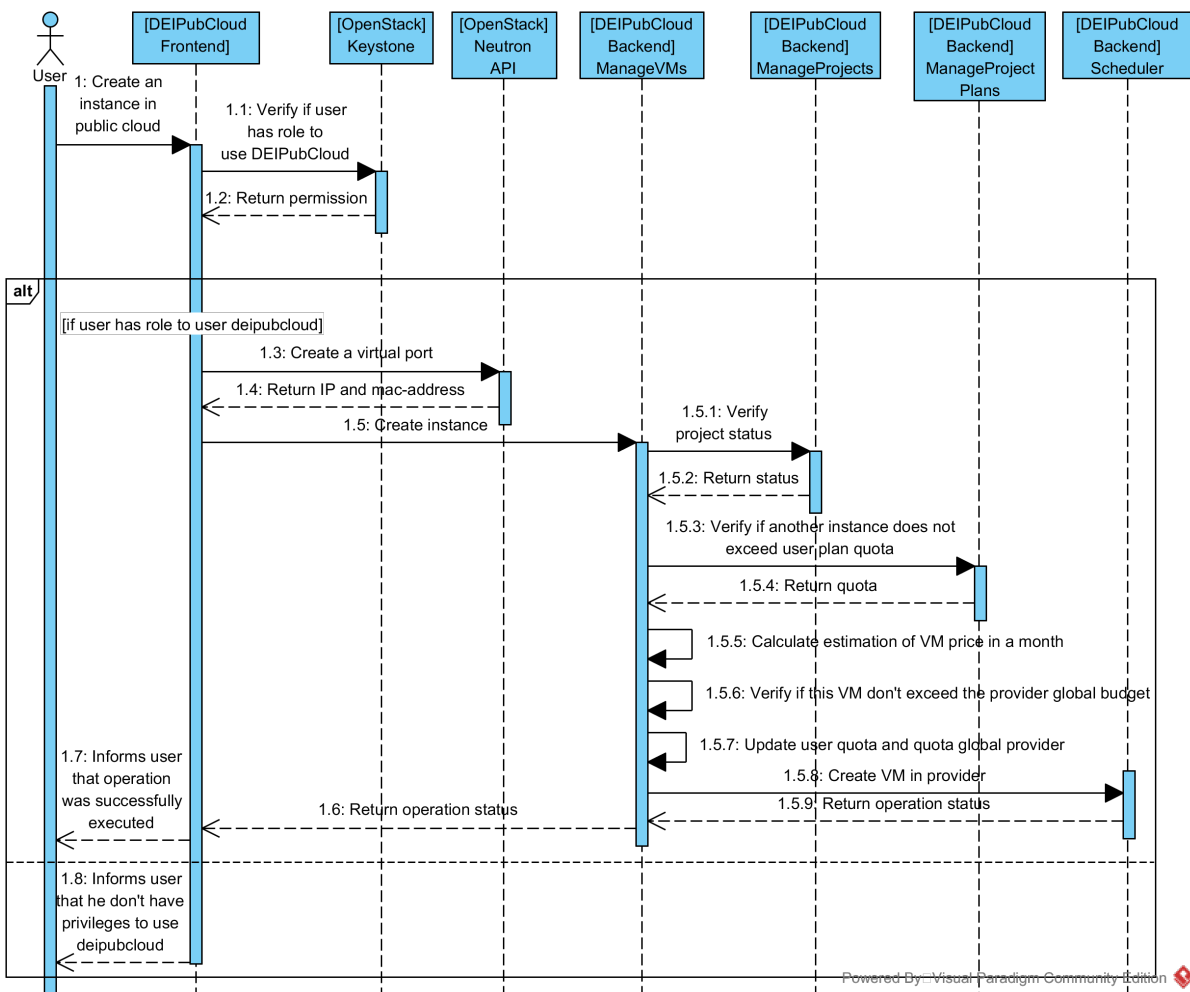 [DEIPubCloud
Frontend]
[OpenStack]
Keystone
[OpenStack]
Neutron
API
[DEIPubCloud
Backend]
ManageVMs
[DEIPubCloud
Backend]
ManageProjects
[DEIPubCloud
Backend]
ManageProject
Plans
[DEIPubCloud
Backend]
Scheduler
User
1: Create an
instance in
public cloud
1.1: Verify if user
has role to
use DEIPubCloud
1.2: Return permission
alt
[if user has role to user deipubcloud]
1.3: Create a virtual port
1.4: Return IP and mac-address
1.5: Create instance
1.5.1: Verify
project status
1.5.2: Return status
1.5.3: Verify if another instance does not
exceed user plan quota
1.5.4: Return quota
1.5.5: Calculate estimation of VM price in a month
1.5.6: Verify if this VM don't exceed the provider global budget
1.5.7: Update user quota and quota global provider
1.5.8: Create VM in provider
1.5.9: Return operation status
1.6: Return operation status
1.7: Informs user
that operation
was successfully
executed
1.8: Informs user
that he don't have
privileges to use
deipubcloud
Powered By Visual Paradigm Community Edition